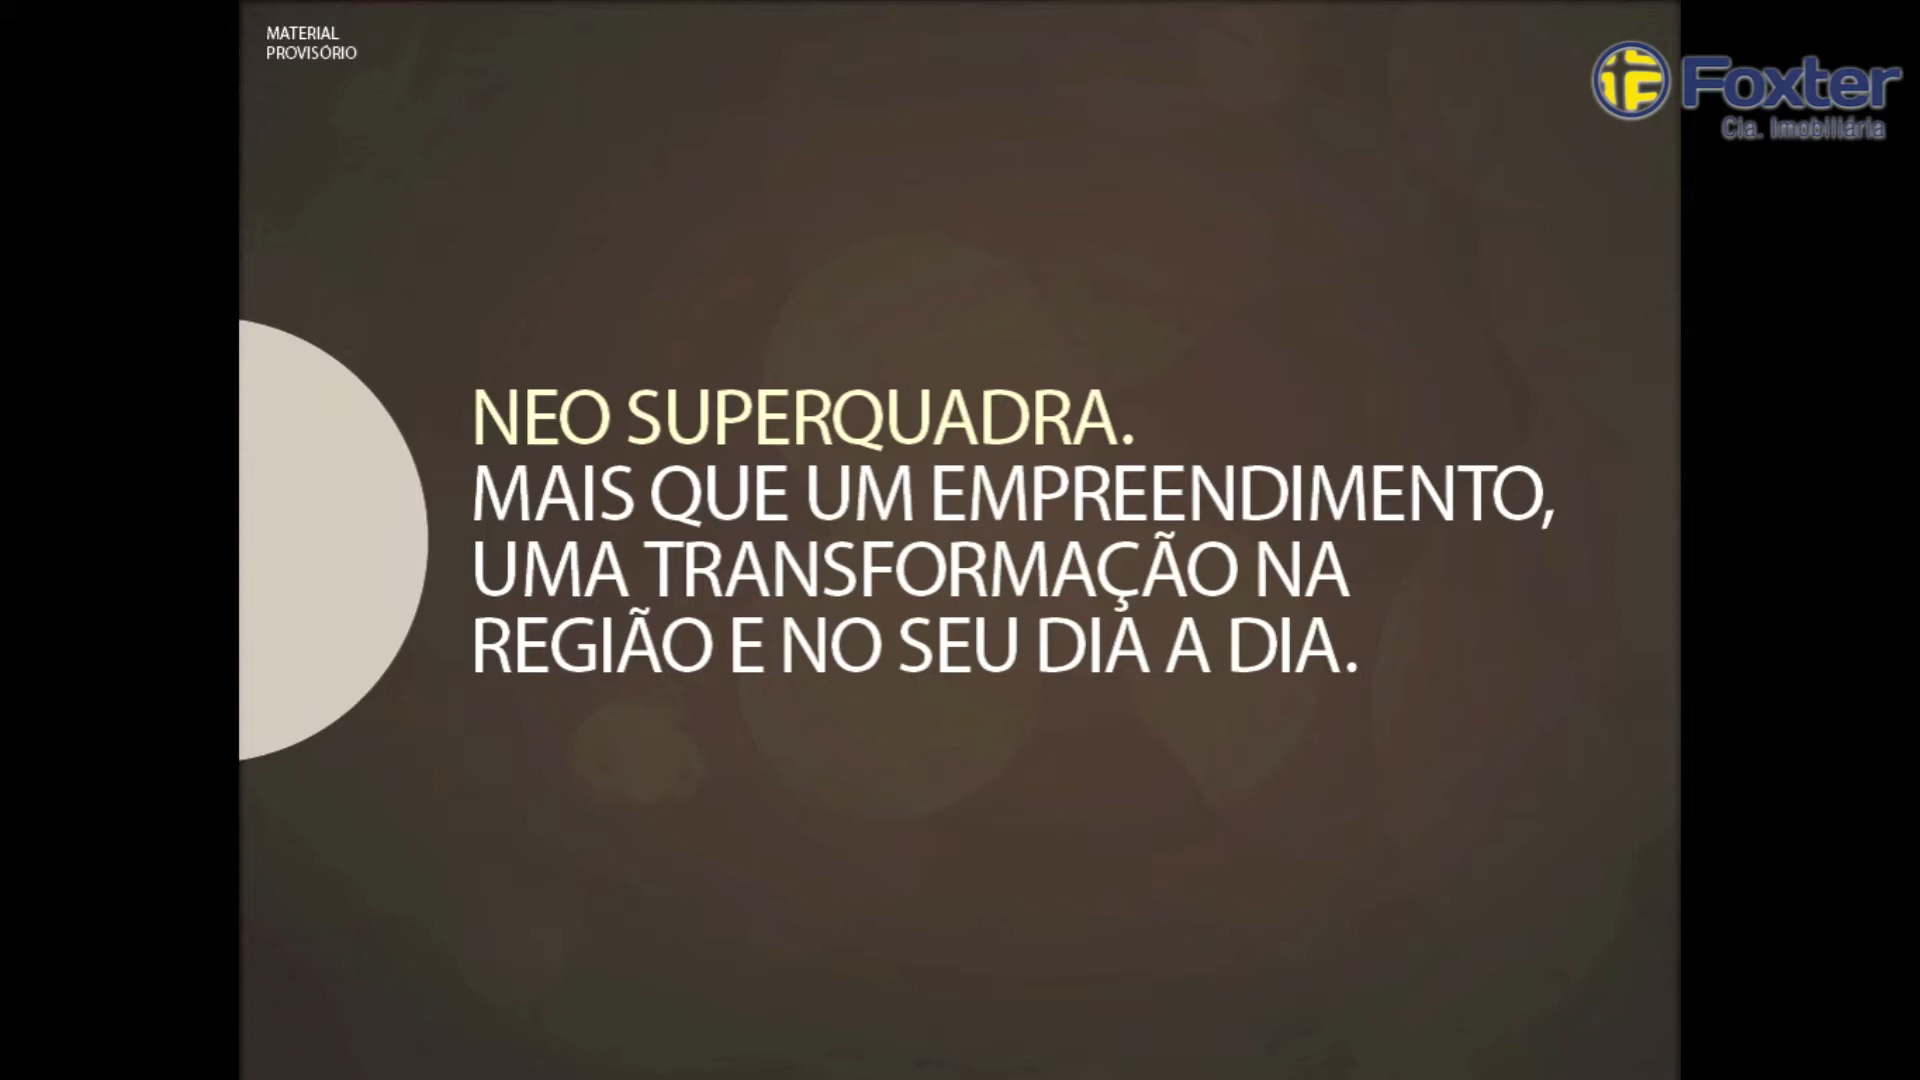 MATERIAL
PROVISÓRIO
Foxter
Cia. Imobiliária
NEO SUPERQUADRA.
MAIS QUE UM EMPREENDIMENTO,
UMA TRANSFORMAÇÃO NA
REGIÃO E NO SEU DIA A DIA.